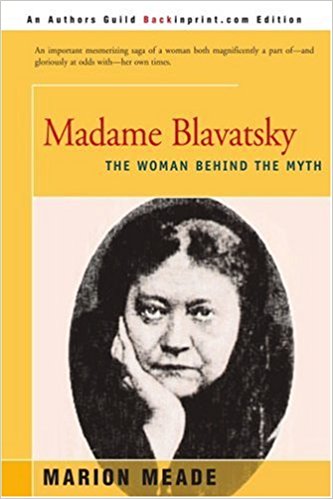 An Authors Guild Backinprint.com Edition
An important mesmerizing saga of a woman both magnificently a part of—and
gloriously at odds with—her own times.
Madame Blavatsky
THE WOMAN BEHIND THE MYTH
MARION MEADE